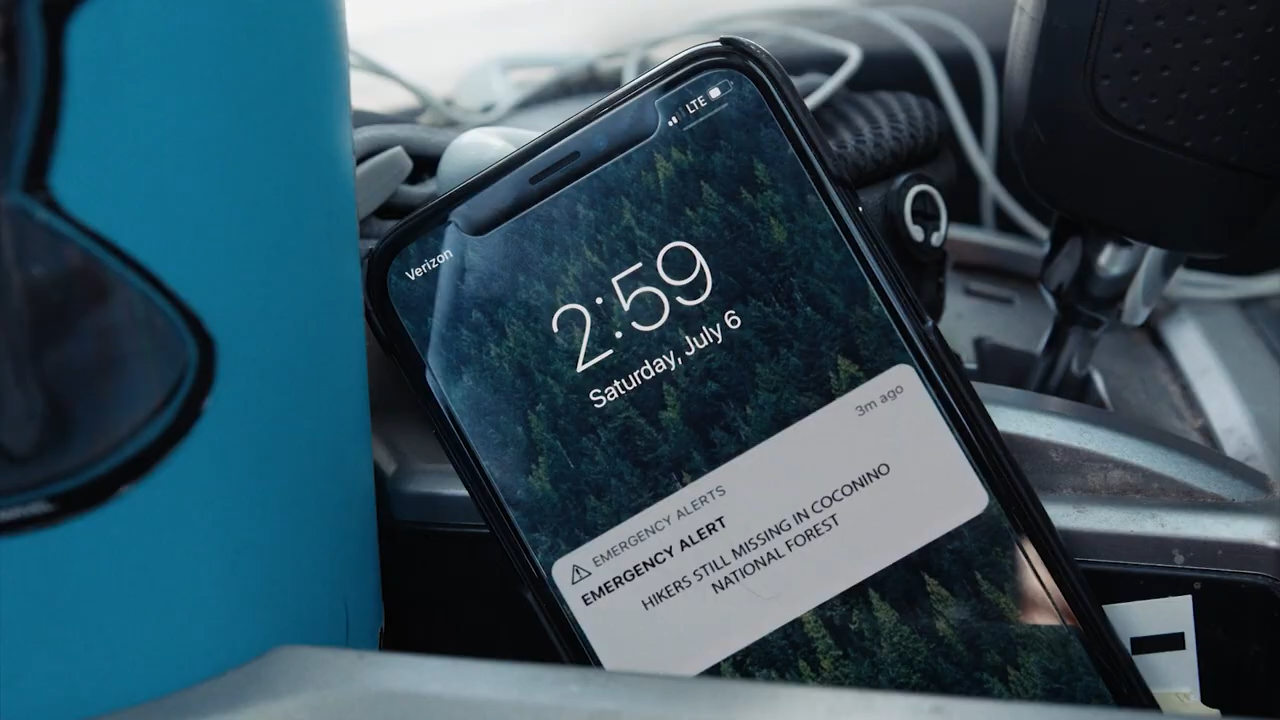 LTE
Verizon
2:59
Saturday, July 6
3m ago
EMERGENCY ALERTS
EMERGENCY ALERT
HIKERS STILL MISSING IN COCONINO
NATIONAL FOREST